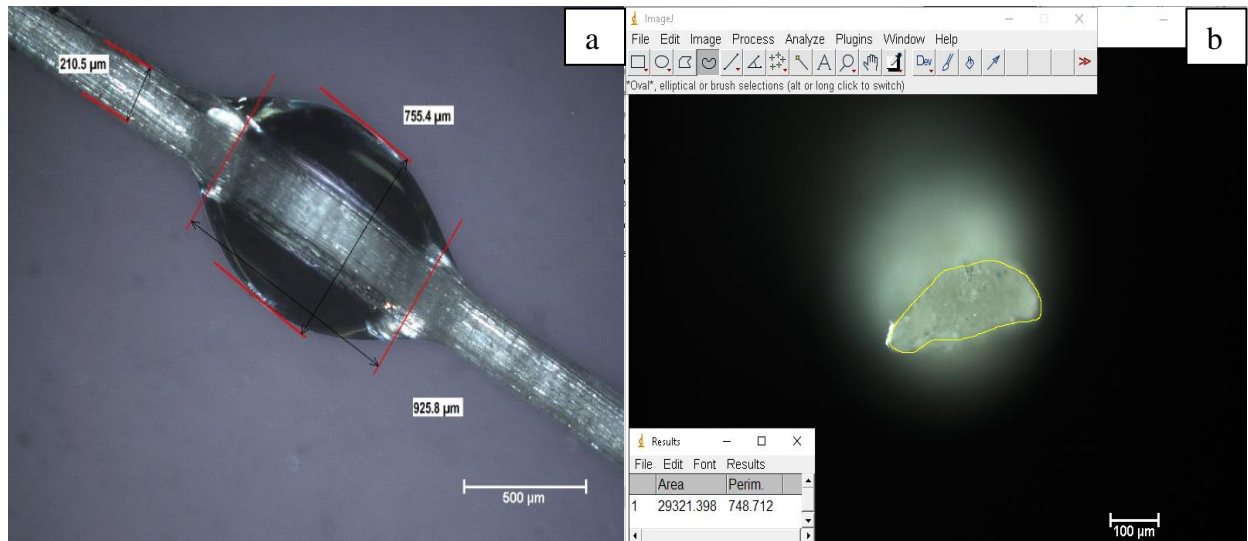 a
210.5 µm
755.4 µm
925.8 µm
500 µm
ImageJ
b
File Edit Image Process Analyze Plugins Window Help
Dev
"Oval", elliptical or brush selections (alt or long click to switch)
Results
File Edit Font Results
Area Perim.
1 29321.398 748.712
100 µm